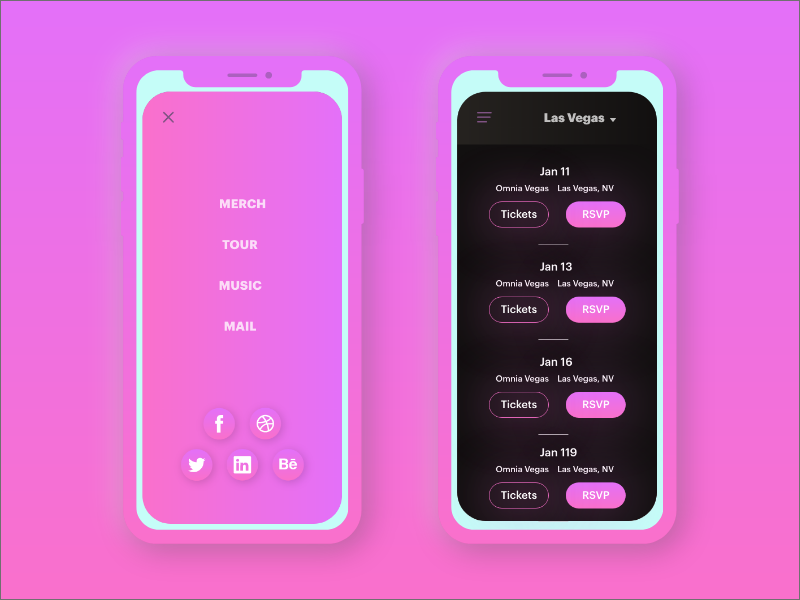 MERCH
TOUR
MUSIC
MAIL
f
in
Bē
Las Vegas
Jan 11
Omnia Vegas Las Vegas, NV
Tickets RSVP
Jan 13
Omnia Vegas Las Vegas, NV
Tickets RSVP
Jan 16
Omnia Vegas Las Vegas, NV
Tickets RSVP
Jan 119
Omnia Vegas Las Vegas, NV
Tickets RSVP